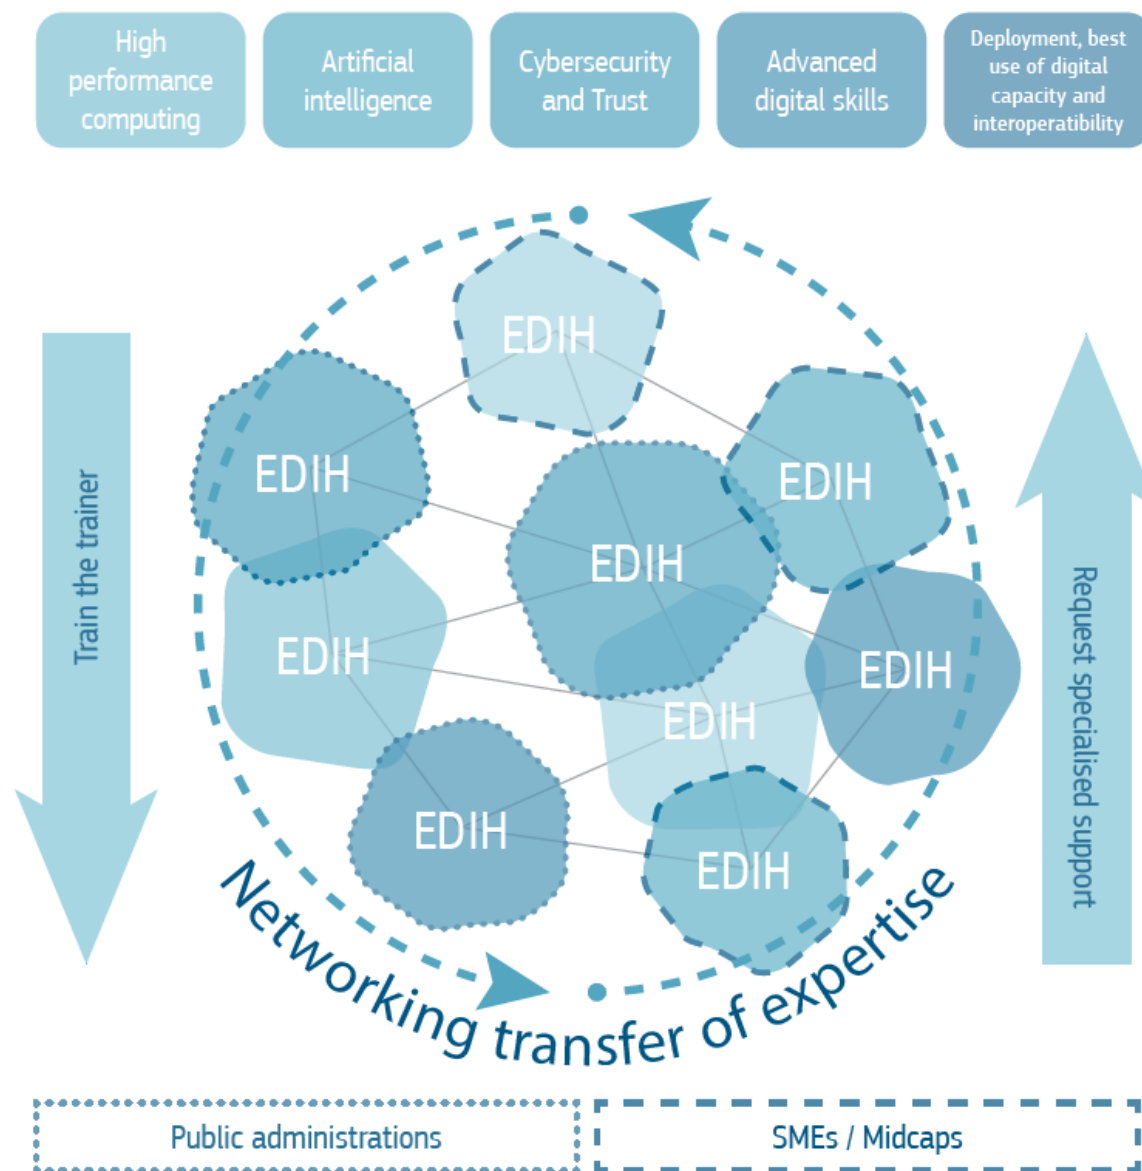 High
performance
computing
Artificial
intelligence
Cybersecurity
and Trust
Advanced
digital skills
Deployment, best
use of digital
capacity and
interoperatibility
EDIH
EDIH
EDIH
EDIH
EDIH
EDIH
EDIH
EDIH
EDIH
Train the trainer
Request specialised support
Networking transfer of expertise
Public administrations
SMEs / Midcaps